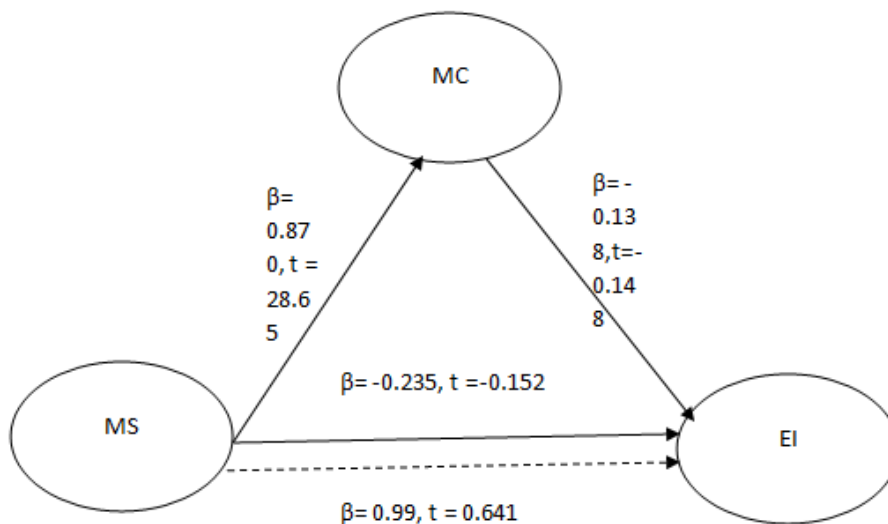 MC
β=
0.87
0, t =
28.6
5
β= -
0.13
8,t=-
0.14
8
β= -0.235, t =-0.152
MS
EI
β= 0.99, t = 0.641